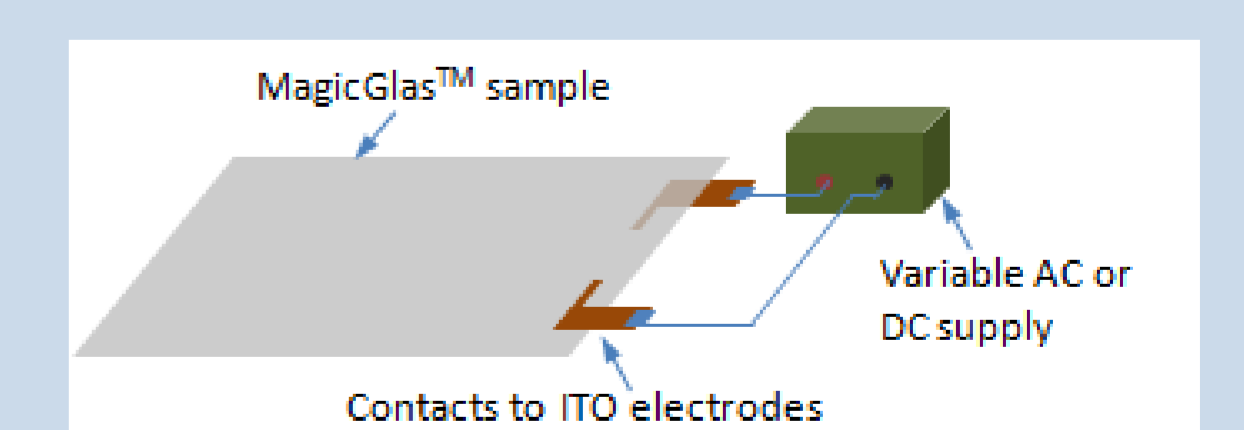 MagicGlas™ sample
Variable AC or
DC supply
Contacts to ITO electrodes